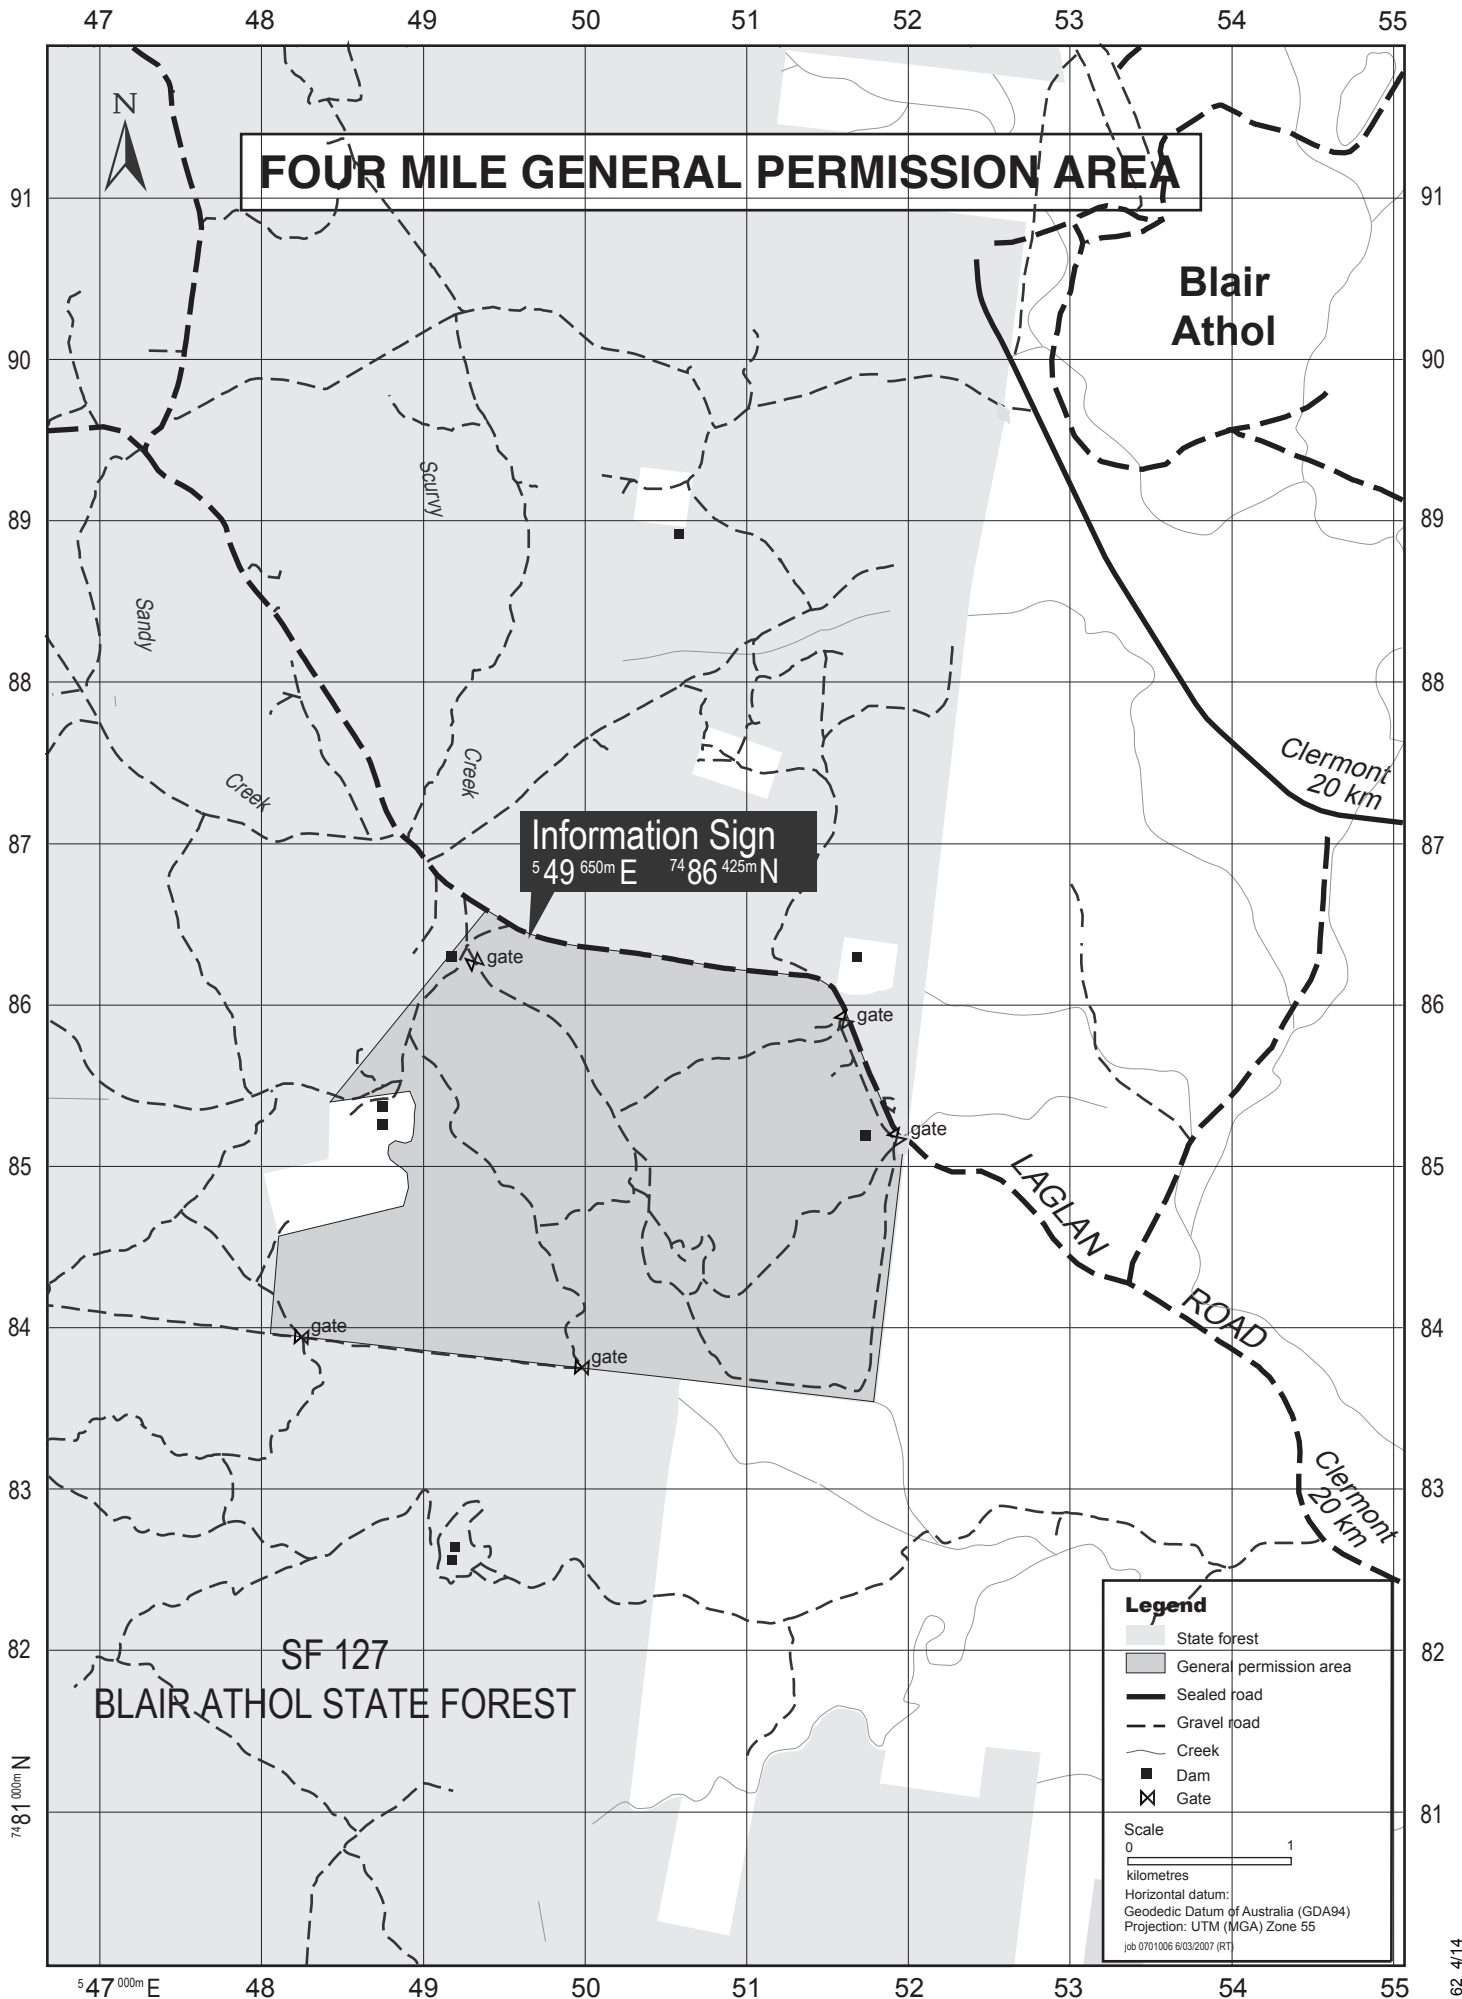 47 48 49 50 51 52 53 54 55
N
FOUR MILE GENERAL PERMISSION AREA
91 91
Blair
Athol
90 90
Scurvy
89 89
Sandy
88 88
Clermont
20 km
Creek
Creek
87 87
Information Sign
5 49 650m E 74 86 425m N
gate
86 86
gate
gate
85 85
LAGLAN
ROAD
84 84
gate
gate
83 83
Clermont
20 km
82 82
SF 127
BLAIR ATHOL STATE FOREST
74 81 000m N 81
Legend
State forest
General permission area
Sealed road
Gravel road
Creek
Dam
Gate
Scale
0 1
kilometres
Horizontal datum:
Geodedic Datum of Australia (GDA94)
Projection: UTM (MGA) Zone 55
job 0701006 6/03/2007 (RT)
5 47 000m E 48 49 50 51 52 53 54 55
62 4/14